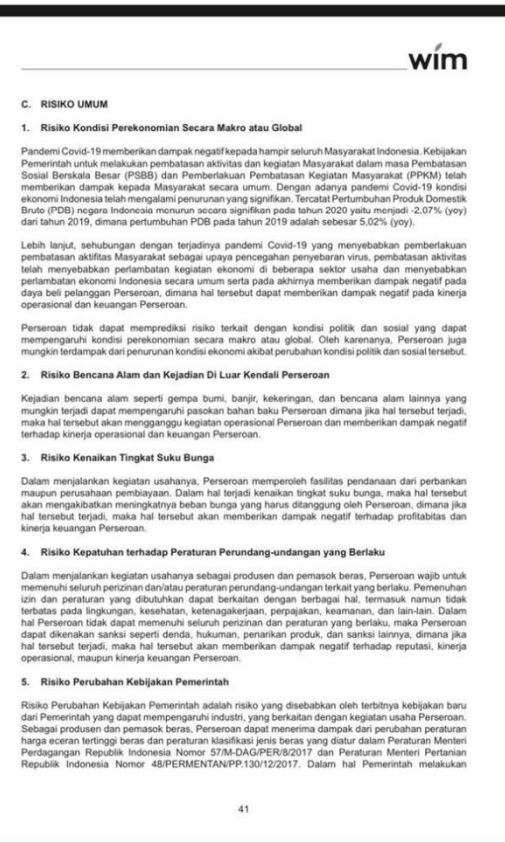 wim
C. RISIKO UMUM
1. Risiko Kondisi Perekonomian Secara Makro atau Global
Pandemi Covid-19 memberikan dampak negatif kepada hampir seluruh Masyarakat Indonesia. Kebijakan
Pemerintah untuk melakukan pembatasan aktivitas dan kegiatan Masyarakat dalam masa Pembatasan
Sosial Berskala Besar (PSBB) dan Pemberlakuan Pembatasan Kegiatan Masyarakat (PPKM) telah
memberikan dampak kepada Masyarakat secara umum. Dengan adanya pandemi Covid-19 kondisi
ekonomi Indonesia telah mengalami penurunan yang signifikan. Tercatat Pertumbuhan Produk Domestik
Bruto (PDB) negara Indonesia menurun secara signifikan pada tahun 2020 yaitu menjadi -2,07% (yoy)
dari tahun 2019, dimana pertumbuhan PDB pada tahun 2019 adalah sebesar 5,02% (yoy).
Lebih lanjut, sehubungan dengan terjadinya pandemi Covid-19 yang menyebabkan pemberlakuan
pembatasan aktifitas Masyarakat sebagai upaya pencegahan penyebaran virus, pembatasan aktivitas
telah menyebabkan perlambatan kegiatan ekonomi di beberapa sektor usaha dan menyebabkan
perlambatan ekonomi Indonesia secara umum serta pada akhirnya memberikan dampak negatif pada
daya beli pelanggan Perseroan, dimana hal tersebut dapat memberikan dampak negatif pada kinerja
operasional dan keuangan Perseroan.
Perseroan tidak dapat memprediksi risiko terkait dengan kondisi politik dan sosial yang dapat
mempengaruhi kondisi perekonomian secara makro atau global. Oleh karenanya, Perseroan juga
mungkin terdampak dari penurunan kondisi ekonomi akibat perubahan kondisi politik dan sosial tersebut.
2. Risiko Bencana Alam dan Kejadian Di Luar Kendali Perseroan
Kejadian bencana alam seperti gempa bumi, banjir, kekeringan, dan bencana alam lainnya yang
mungkin terjadi dapat mempengaruhi pasokan bahan baku Perseroan dimana jika hal tersebut terjadi,
maka hal tersebut akan mengganggu kegiatan operasional Perseroan dan memberikan dampak negatif
terhadap kinerja operasional dan keuangan Perseroan.
3. Risiko Kenaikan Tingkat Suku Bunga
Dalam menjalankan kegiatan usahanya, Perseroan memperoleh fasilitas pendanaan dari perbankan
maupun perusahaan pembiayaan. Dalam hal terjadi kenaikan tingkat suku bunga, maka hal tersebut
akan mengakibatkan meningkatnya beban bunga yang harus ditanggung oleh Perseroan, dimana jika
hal tersebut terjadi, maka hal tersebut akan memberikan dampak negatif terhadap profitabitas dan
kinerja keuangan Perseroan.
4. Risiko Kepatuhan terhadap Peraturan Perundang-undangan yang Berlaku
Dalam menjalankan kegiatan usahanya sebagai produsen dan pemasok beras, Perseroan wajib untuk
memenuhi seluruh perizinan dan/atau peraturan perundang-undangan terkait yang berlaku. Pemenuhan
izin dan peraturan yang dibutuhkan dapat berkaitan dengan berbagai hal, termasuk namun tidak
terbatas pada lingkungan, kesehatan, ketenagakerjaan, perpajakan, keamanan, dan lain-lain. Dalam
hal Perseroan tidak dapat memenuhi seluruh perizinan dan peraturan yang berlaku, maka Perseroan
dapat dikenakan sanksi seperti denda, hukuman, penarikan produk, dan sanksi lainnya, dimana jika
hal tersebut terjadi, maka hal tersebut akan memberikan dampak negatif terhadap reputasi, kinerja
operasional, maupun kinerja keuangan Perseroan.
5. Risiko Perubahan Kebijakan Pemerintah
Risiko Perubahan Kebijakan Pemerintah adalah risiko yang disebabkan oleh terbitnya kebijakan baru
dari Pemerintah yang dapat mempengaruhi industri, yang berkaitan dengan kegiatan usaha Perseroan.
Sebagai produsen dan pemasok beras, Perseroan dapat menerima dampak dari perubahan peraturan
harga eceran tertinggi beras dan peraturan klasifikasi jenis beras yang diatur dalam Peraturan Menteri
Perdagangan Republik Indonesia Nomor 57/M-DAG/PER/8/2017 dan Peraturan Menteri Pertanian
Republik Indonesia Nomor 48/PERMENTAN/PP.130/12/2017. Dalam hal Pemerintah melakukan
41